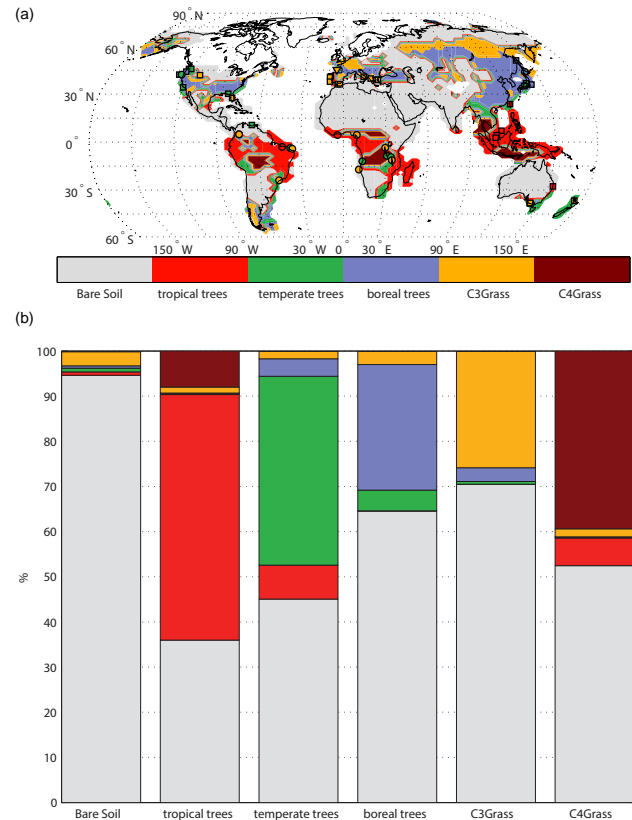 (a)
90° N
60° N
30° N
0°
30° S
60° S
150° W 90° W 30° W 0° 30° E 90° E 150° E
Bare Soil tropical trees temperate trees boreal trees C3Grass C4Grass
(b)
100
90
80
70
60
50
40
30
20
10
0
%
Bare Soil tropical trees temperate trees boreal trees C3Grass C4Grass